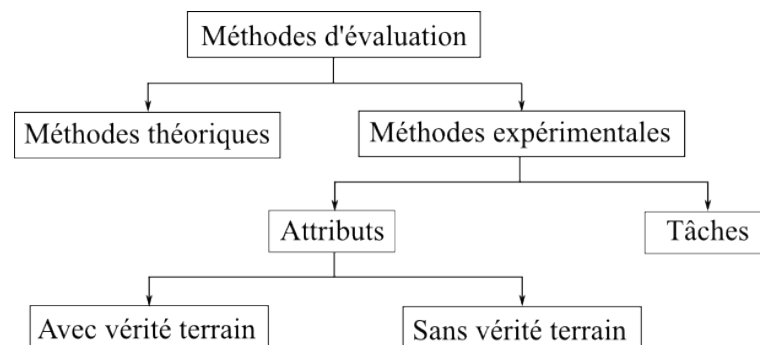 Méthodes d'évaluation
Méthodes théoriques
Méthodes expérimentales
Attributs
Tâches
Avec vérité terrain
Sans vérité terrain